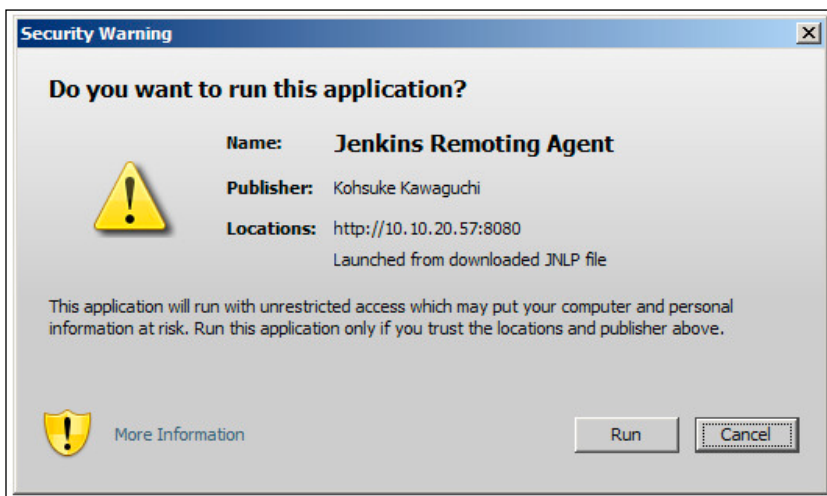 Security Warning
Do you want to run this application?
Name: Jenkins Remoting Agent
Publisher: Kohsuke Kawaguchi
Locations: http://10.10.20.57:8080
Launched from downloaded JNLP file
This application will run with unrestricted access which may put your computer and personal
information at risk. Run this application only if you trust the locations and publisher above.
More Information
Run
Cancel